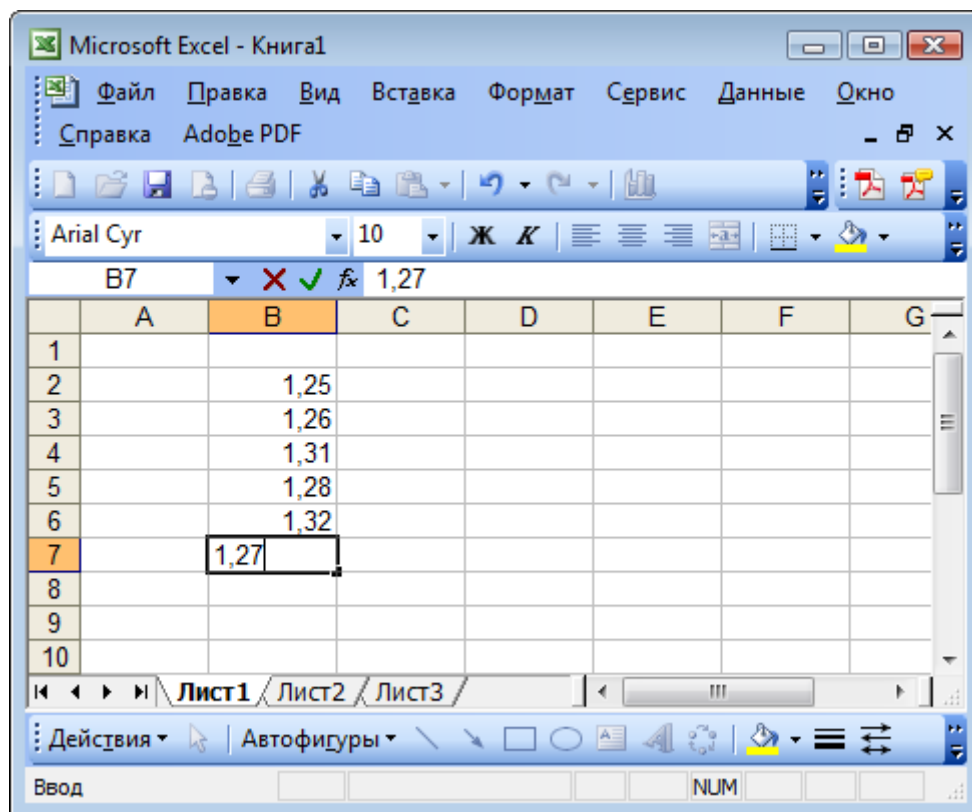 Microsoft Excel - Книга1
Файл Правка Вид Вставка Формат Сервис Данные Окно
Справка Adobe PDF
Arial Cyr 10 Ж К
B7 fx 1,27
A B C D E F G
1
2 1,25
3 1,26
4 1,31
5 1,28
6 1,32
7 1,27
8
9
10
Лист1 Лист2 Лист3
Действия Автофигуры
Ввод NUM